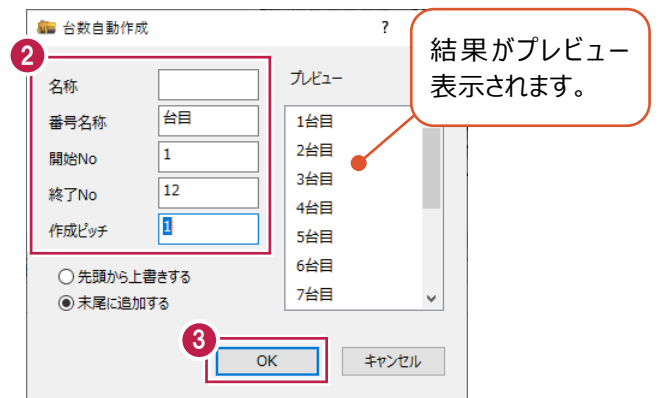 台数自動作成
?
結果がプレビュー
表示されます。
2
名称
番号名称 台目
開始No 1
終了No 12
作成ピッチ 1
先頭から上書きする
末尾に追加する
プレビュー
1台目
2台目
3台目
4台目
5台目
6台目
7台目
3
OK
キャンセル